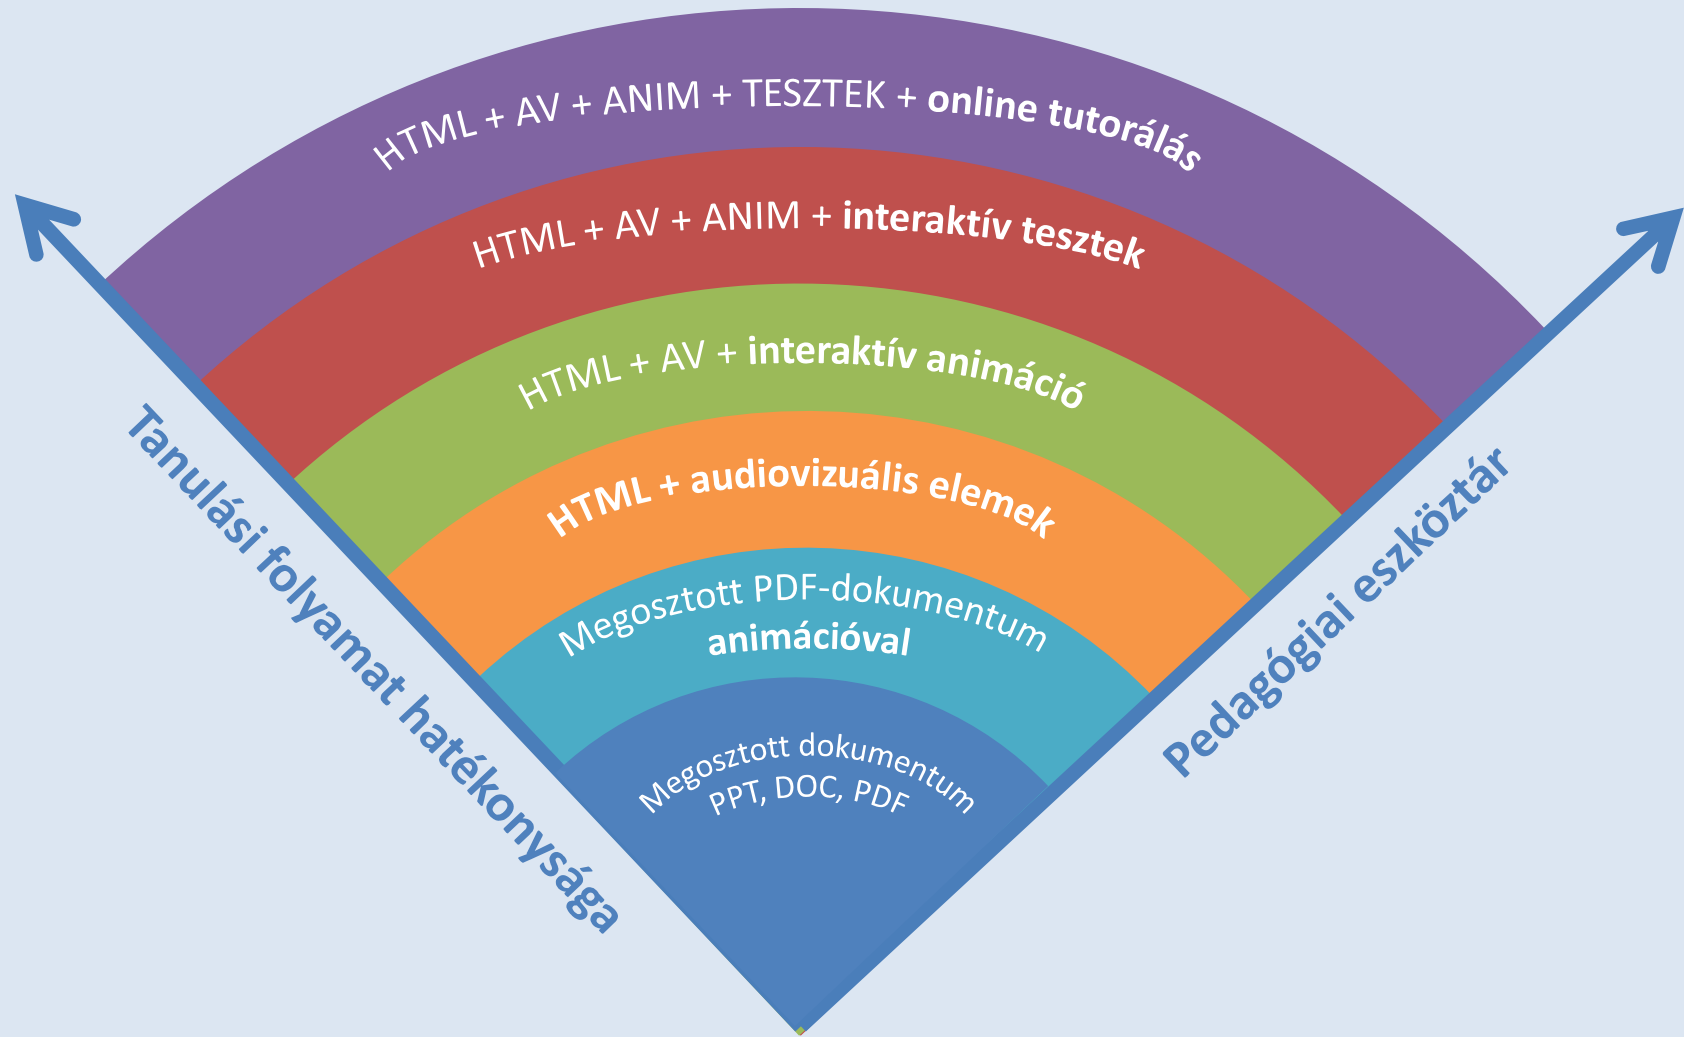 HTML + AV + ANIM + TESZTEK + online tutorálás
HTML + AV + ANIM + interaktív tesztek
HTML + AV + interaktív animáció
HTML + audiovizuális elemek
Megosztott PDF-dokumentum
animációval
Megosztott dokumentum
PPT, DOC, PDF
Tanulási folyamat hatékonysága
Pedagógiai eszköztár